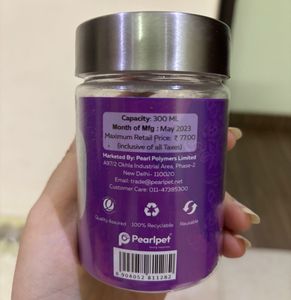 Capacity: 300 ML
Month of Mfg : May 2023
Maximum Retail Price: ₹ 77.00
(inclusive of all Taxes)
Marketed By: Pearl Polymers Limited
A97/2 Okhla Industrial Area, Phase-2
New Delhi - 110020
Email: trade@pearlpet.net
Customer Care: 011-47385300
Quality Assured
100% Recyclable
Reusable
Pearlpet
8 908052 811282